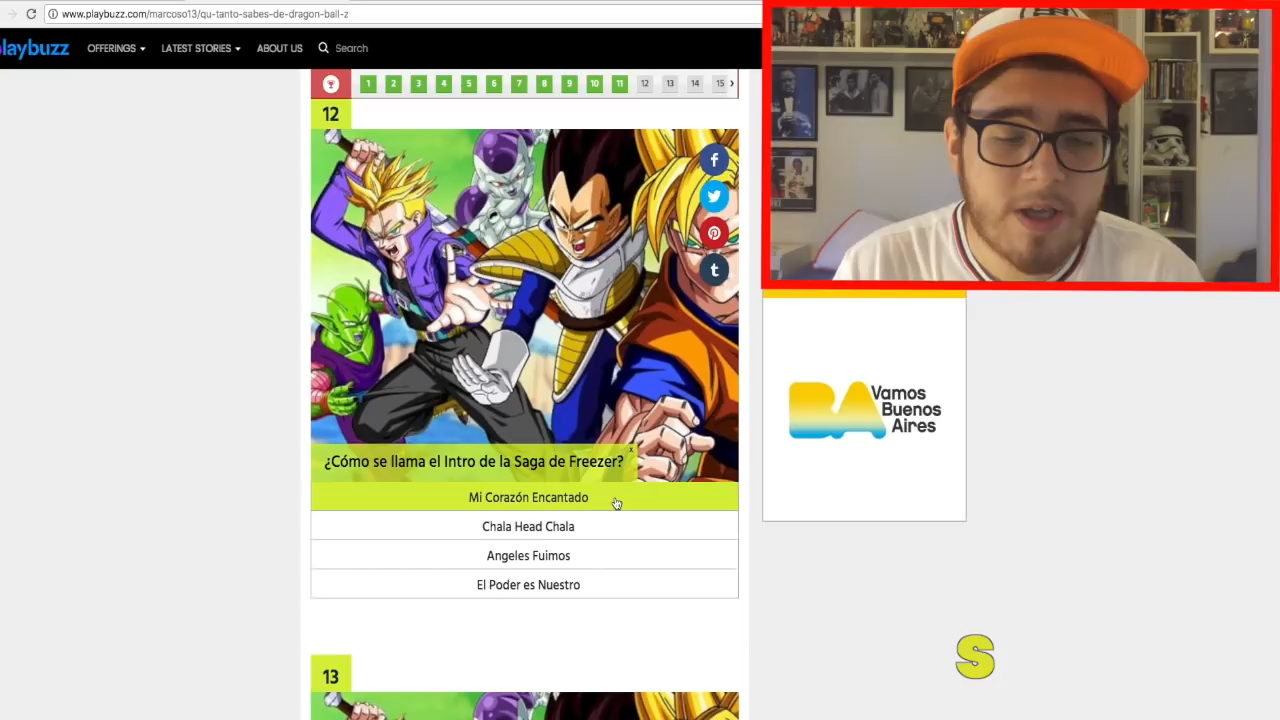 www.playbuzz.com/marcoso13/qu-tanto-sabes-de-dragon-ball-z
laybuzz OFFERINGS LATEST STORIES ABOUT US Search
1 2 3 4 5 6 7 8 9 10 11 12 13 14 15
12
f
t
¿Cómo se llama el Intro de la Saga de Freezer? x
Mi Corazón Encantado
Chala Head Chala
Angeles Fuimos
El Poder es Nuestro
BA Vamos
Buenos
Aires
S
13